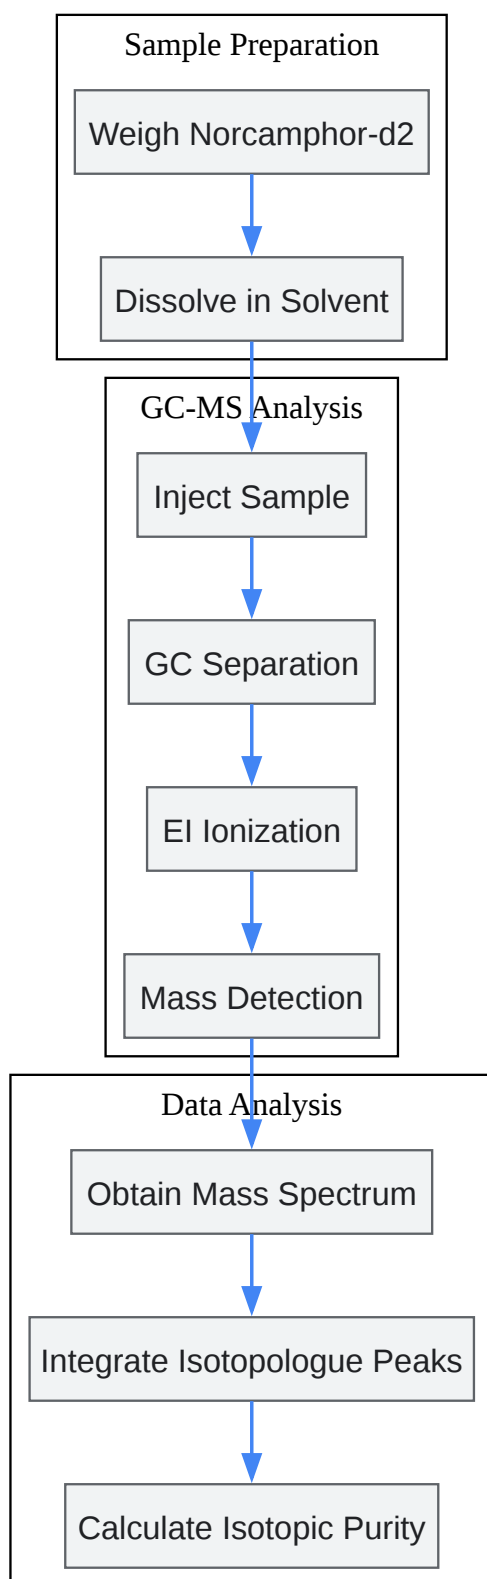 Sample Preparation
Weigh Norcamphor-d2
Dissolve in Solvent
GC-MS Analysis
Inject Sample
GC Separation
EI Ionization
Mass Detection
Data Analysis
Obtain Mass Spectrum
Integrate Isotopologue Peaks
Calculate Isotopic Purity